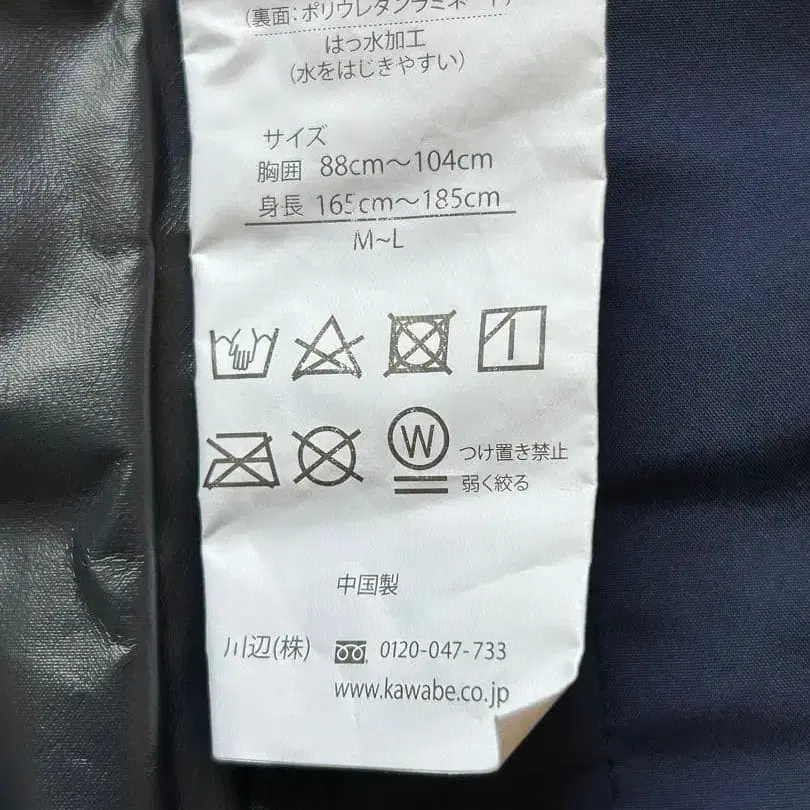 (裏面:ポリウレタンラミネート)
はっ水加工
(水をはじきやすい)
サイズ
胸囲 88cm～104cm
身長 165cm～185cm
M~L
W つけ置き禁止
弱く絞る
中国製
川辺(株) 0120-047-733
www.kawabe.co.jp